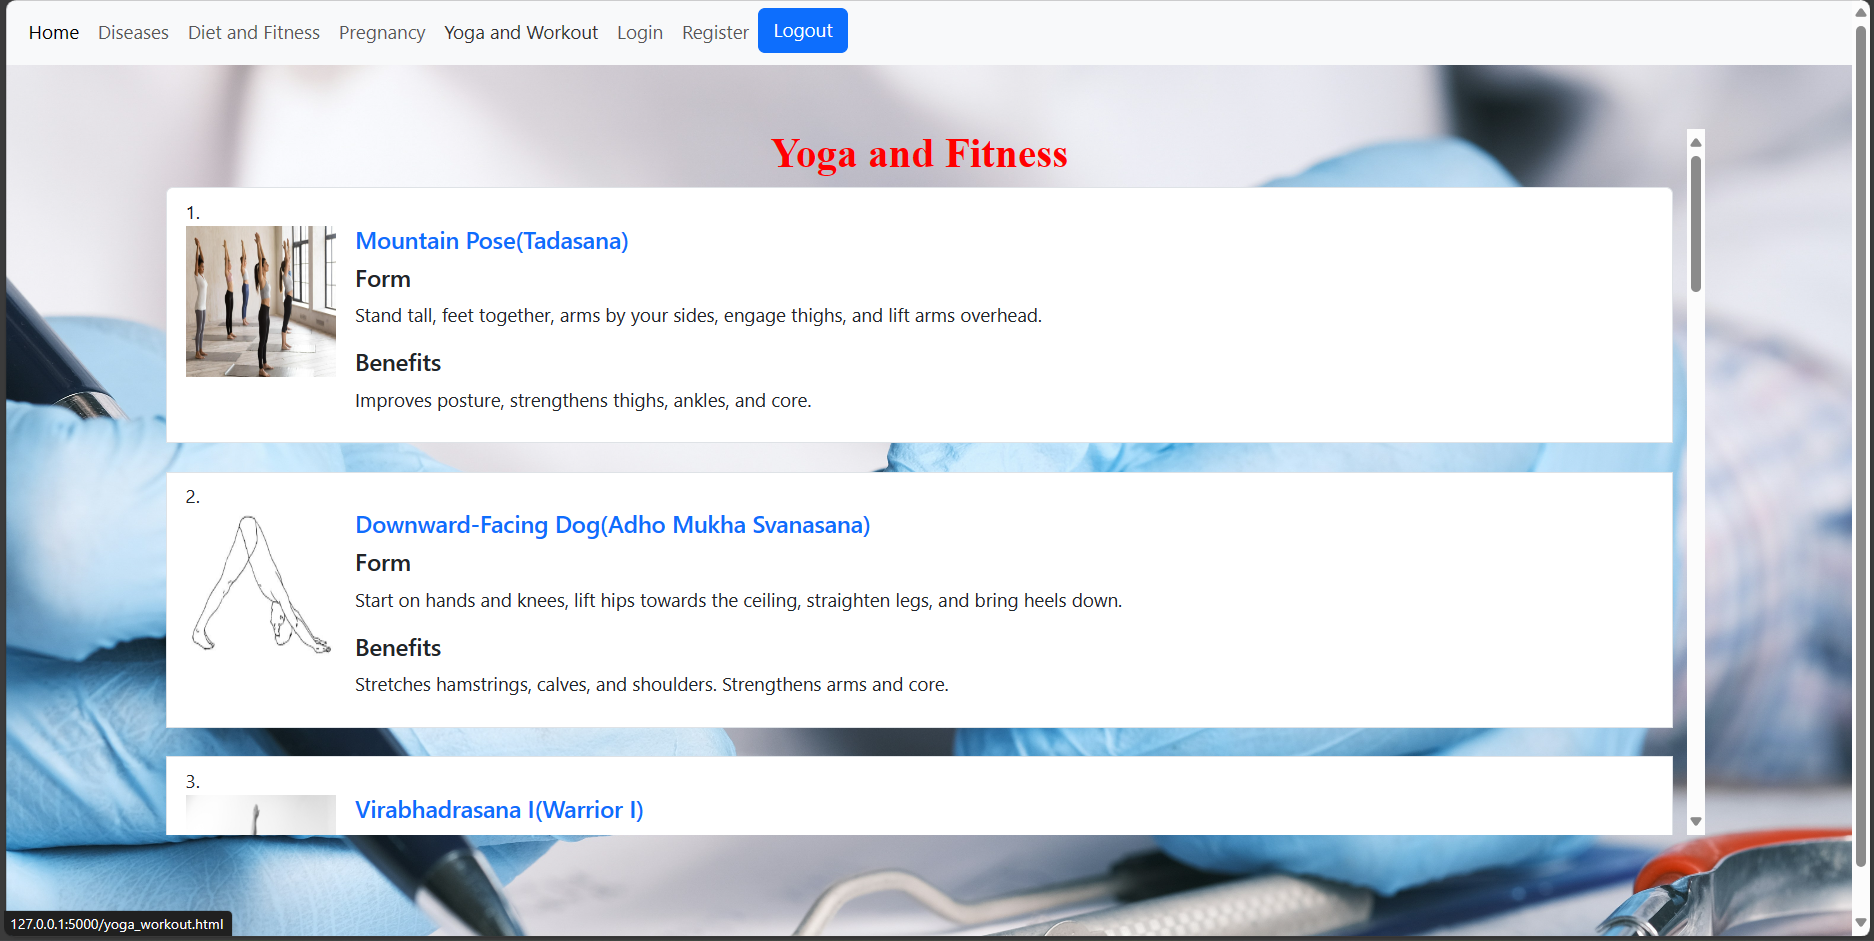 Home Diseases Diet and Fitness Pregnancy Yoga and Workout Login Register Logout
Yoga and Fitness
1.
Mountain Pose(Tadasana)
Form
Stand tall, feet together, arms by your sides, engage thighs, and lift arms overhead.
Benefits
Improves posture, strengthens thighs, ankles, and core.
2.
Downward-Facing Dog(Adho Mukha Svanasana)
Form
Start on hands and knees, lift hips towards the ceiling, straighten legs, and bring heels down.
Benefits
Stretches hamstrings, calves, and shoulders. Strengthens arms and core.
3.
Virabhadrasana I(Warrior I)
127.0.0.1:5000/yoga_workout.html